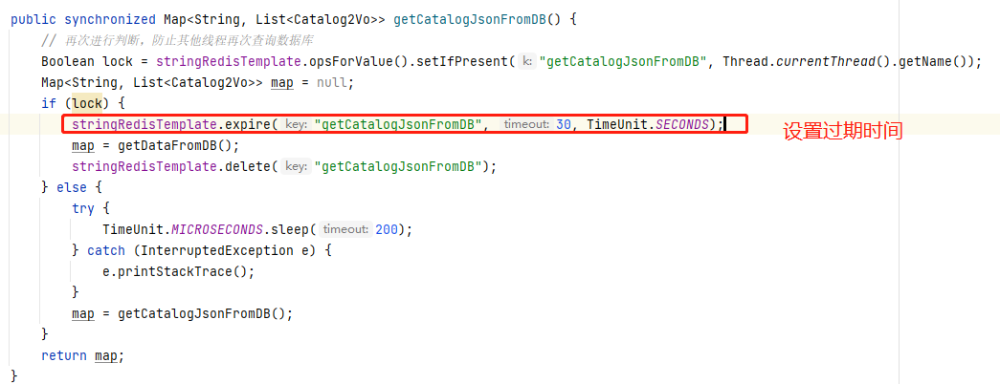 public synchronized Map<String, List<Catalog2Vo>> getCatalogJsonFromDB() {
// 再次进行判断，防止其他线程再次查询数据库
Boolean lock = stringRedisTemplate.opsForValue().setIfPresent( k: "getCatalogJsonFromDB", Thread.currentThread().getName());
Map<String, List<Catalog2Vo>> map = null;
if (lock) {
stringRedisTemplate.expire( key: "getCatalogJsonFromDB", timeout: 30, TimeUnit.SECONDS); 设置过期时间
map = getDataFromDB();
stringRedisTemplate.delete( key: "getCatalogJsonFromDB");
} else {
try {
TimeUnit.MICROSECONDS.sleep( timeout: 200);
} catch (InterruptedException e) {
e.printStackTrace();
}
map = getCatalogJsonFromDB();
}
return map;
}